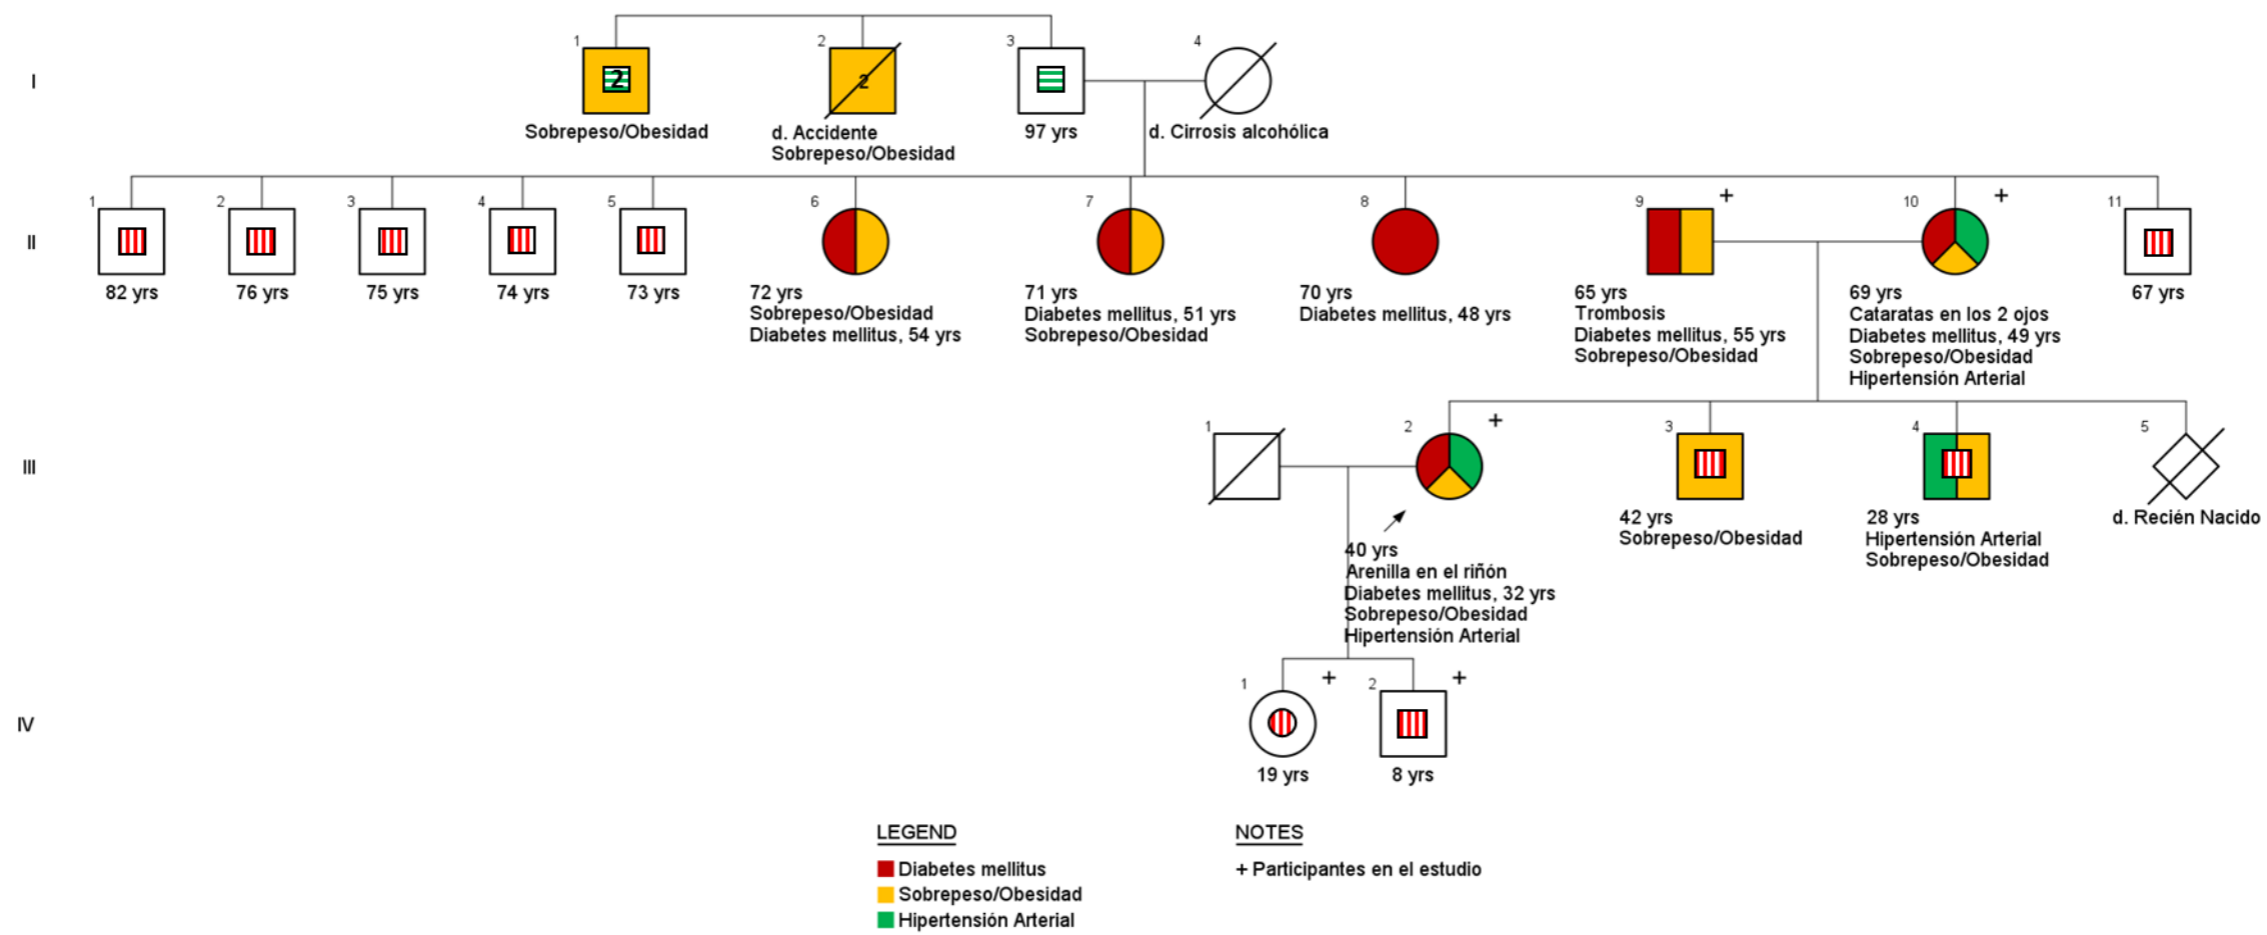 1
2
3
4
I
2
2
Sobrepeso/Obesidad
d. Accidente
Sobrepeso/Obesidad
97 yrs
d. Cirrosis alcohólica
1
2
3
4
5
6
7
8
9
+
10
+
11
II
82 yrs
76 yrs
75 yrs
74 yrs
73 yrs
72 yrs
Sobrepeso/Obesidad
Diabetes mellitus, 54 yrs
71 yrs
Diabetes mellitus, 51 yrs
Sobrepeso/Obesidad
70 yrs
Diabetes mellitus, 48 yrs
65 yrs
Trombosis
Diabetes mellitus, 55 yrs
Sobrepeso/Obesidad
69 yrs
Cataratas en los 2 ojos
Diabetes mellitus, 49 yrs
Sobrepeso/Obesidad
Hipertensión Arterial
67 yrs
1
2
+
3
4
5
III
40 yrs
Arenilla en el riñón
Diabetes mellitus, 32 yrs
Sobrepeso/Obesidad
Hipertensión Arterial
42 yrs
Sobrepeso/Obesidad
28 yrs
Hipertensión Arterial
Sobrepeso/Obesidad
d. Recién Nacido
1
+
2
+
IV
19 yrs
8 yrs
LEGEND
Diabetes mellitus
Sobrepeso/Obesidad
Hipertensión Arterial
NOTES
+ Participantes en el estudio